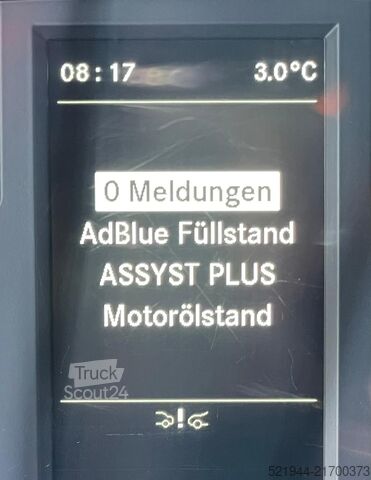 08:17 3.0°C
0 Meldungen
AdBlue Füllstand
ASSYST PLUS
Motorölstand
Truck
Scout24
521944-21700373